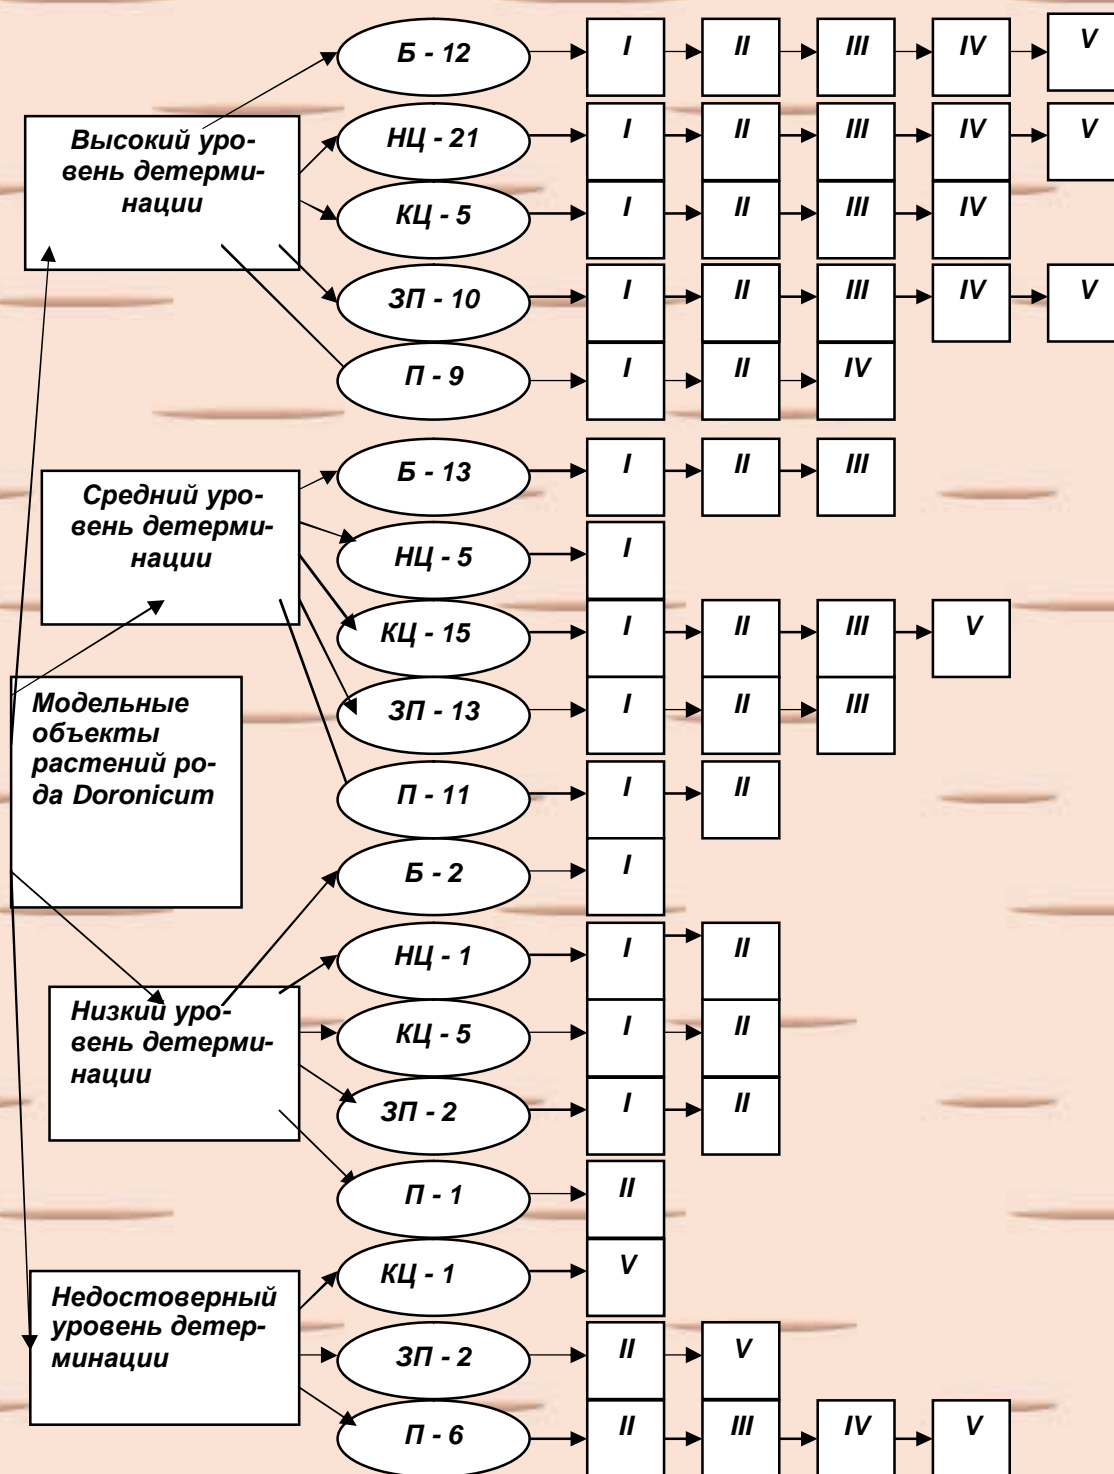 Б - 12 I II III IV V
Высокий уро-
вень детерми-
нации
НЦ - 21 I II III IV V
КЦ - 5 I II III IV
ЗП - 10 I II III IV V
П - 9 I II IV
Средний уро-
вень детерми-
нации
Б - 13 I II III
НЦ - 5 I
КЦ - 15 I II III V
ЗП - 13 I II III
П - 11 I II
Модельные
объекты
растений ро-
да Doronicum
Б - 2 I
НЦ - 1 I II
Низкий уро-
вень детерми-
нации
КЦ - 5 I II
ЗП - 2 I II
П - 1 II
КЦ - 1 V
Недостоверный
уровень детер-
минации
ЗП - 2 II V
П - 6 II III IV V